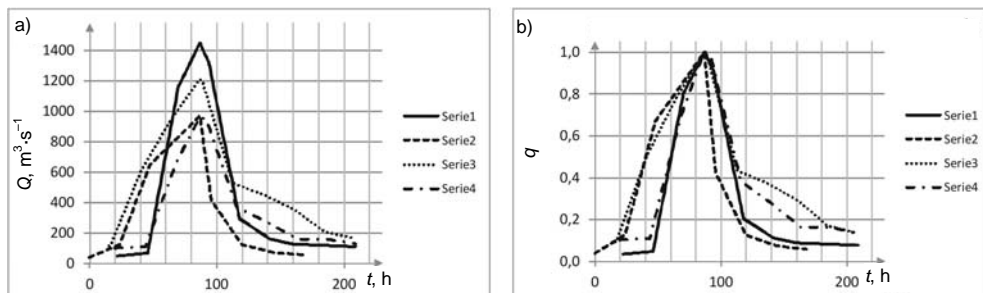 a)
Q, m³·s⁻¹
1400
1200
1000
800
600
400
200
0
0
100
200
t, h
Serie1
Serie2
Serie3
Serie4
b)
q
1,0
0,8
0,6
0,4
0,2
0,0
0
100
200
t, h
Serie1
Serie2
Serie3
Serie4